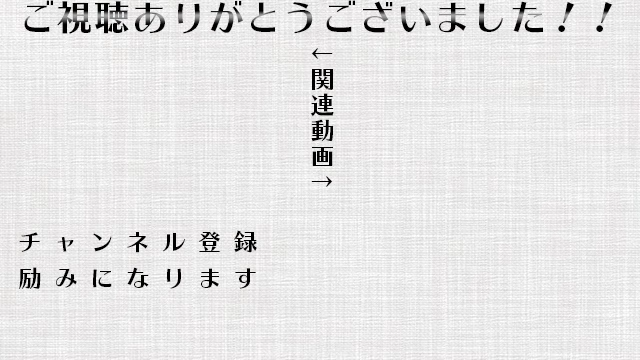 ご視聴ありがとうございました！！
←関連動画→
チャンネル登録
励みになります